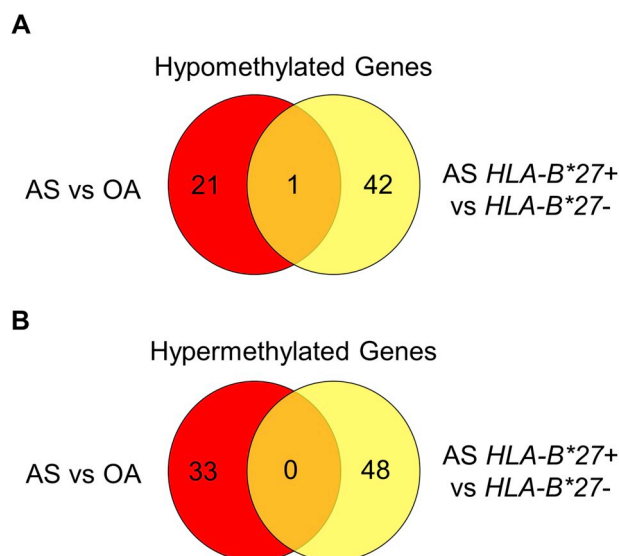 A
Hypomethylated Genes
AS vs OA
21
1
42
AS HLA-B*27+
vs HLA-B*27-
B
Hypermethylated Genes
AS vs OA
33
0
48
AS HLA-B*27+
vs HLA-B*27-